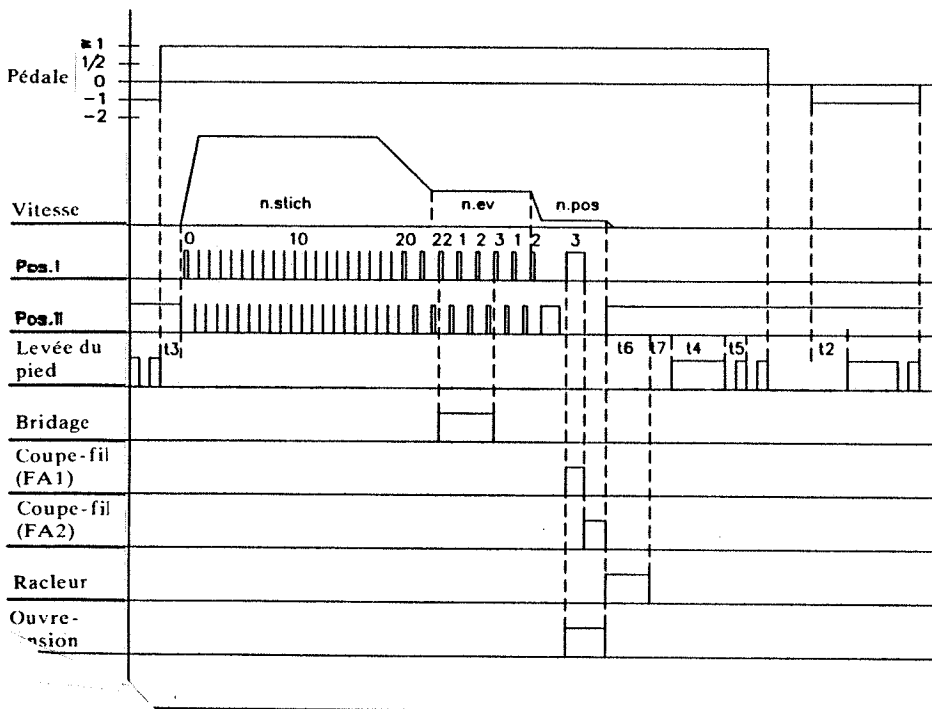 ≥1
1/2
Pédale 0
-1
-2
n.stich n.ev n.pos
Vitesse
0 10 20 22 1 2 3 1 2 3
Pos.I
Pos.II
Levée du
pied
t3 t6 t7 t4 t5 t2
Bridage
Coupe-fil
(FA1)
Coupe-fil
(FA2)
Racleur
Ouvre-